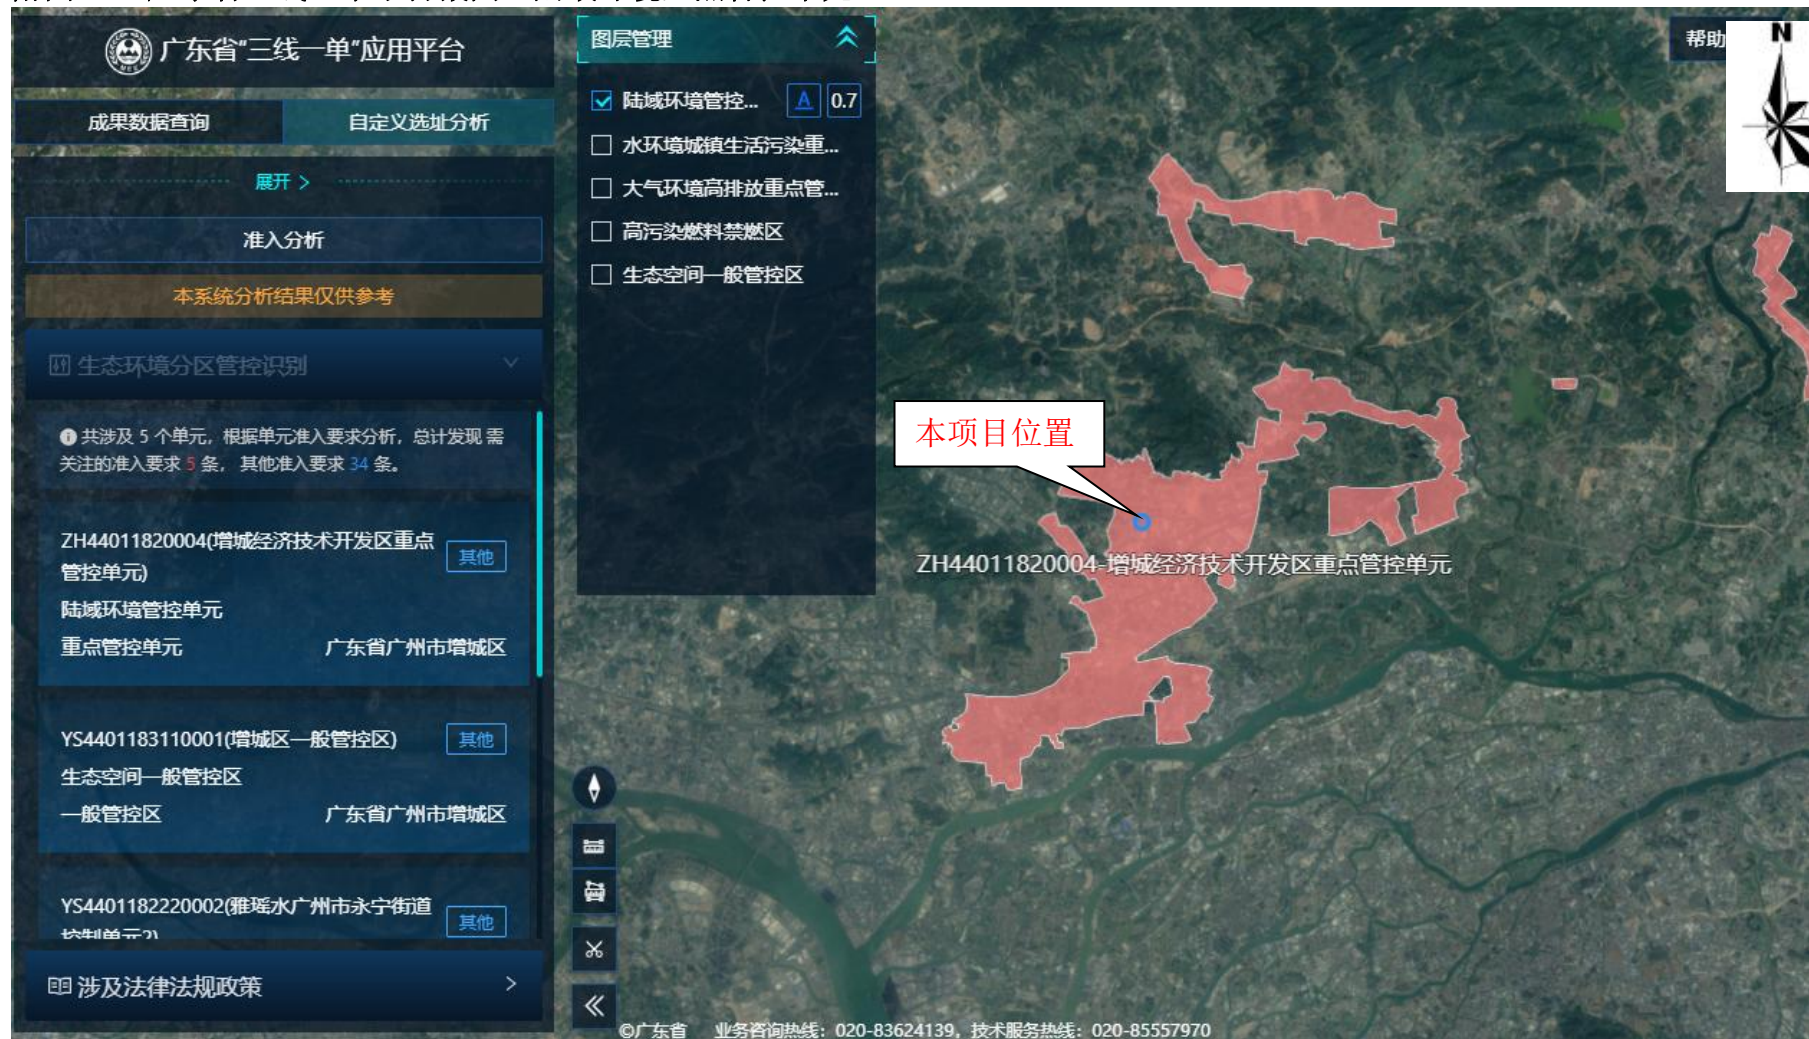 广东省“三线一单”应用平台
成果数据查询
自定义选址分析
展开 >
准入分析
本系统分析结果仅供参考
生态环境分区管控识别
共涉及 5 个单元，根据单元准入要求分析，总计发现 需
关注的准入要求 5 条， 其他准入要求 34 条。
ZH44011820004(增城经济技术开发区重点
管控单元)
其他
陆域环境管控单元
重点管控单元 广东省广州市增城区
YS4401183110001(增城区一般管控区)
其他
生态空间一般管控区
一般管控区 广东省广州市增城区
YS4401182220002(雅瑶水广州市永宁街道
控制单元2)
其他
涉及法律法规政策 >
图层管理
陆域环境管控... A 0.7
水环境城镇生活污染重...
大气环境高排放重点管...
高污染燃料禁燃区
生态空间一般管控区
帮助
N
本项目位置
ZH44011820004-增城经济技术开发区重点管控单元
©广东省 业务咨询热线：020-83624139，技术服务热线：020-85557970